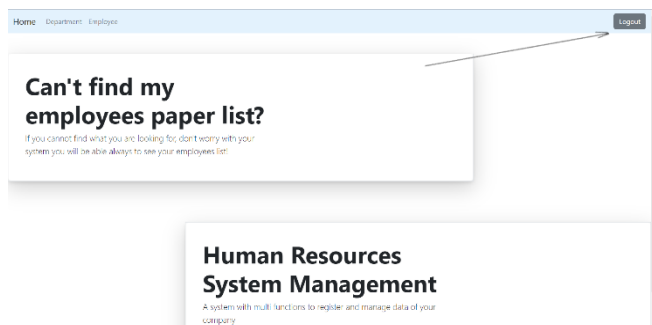 Home Department Employee Logout
Can't find my
employees paper list?
If you cannot find what you are looking for, don't worry with your
system you will be able always to see your employees list!
Human Resources
System Management
A system with multi functions to register and manage data of your
company